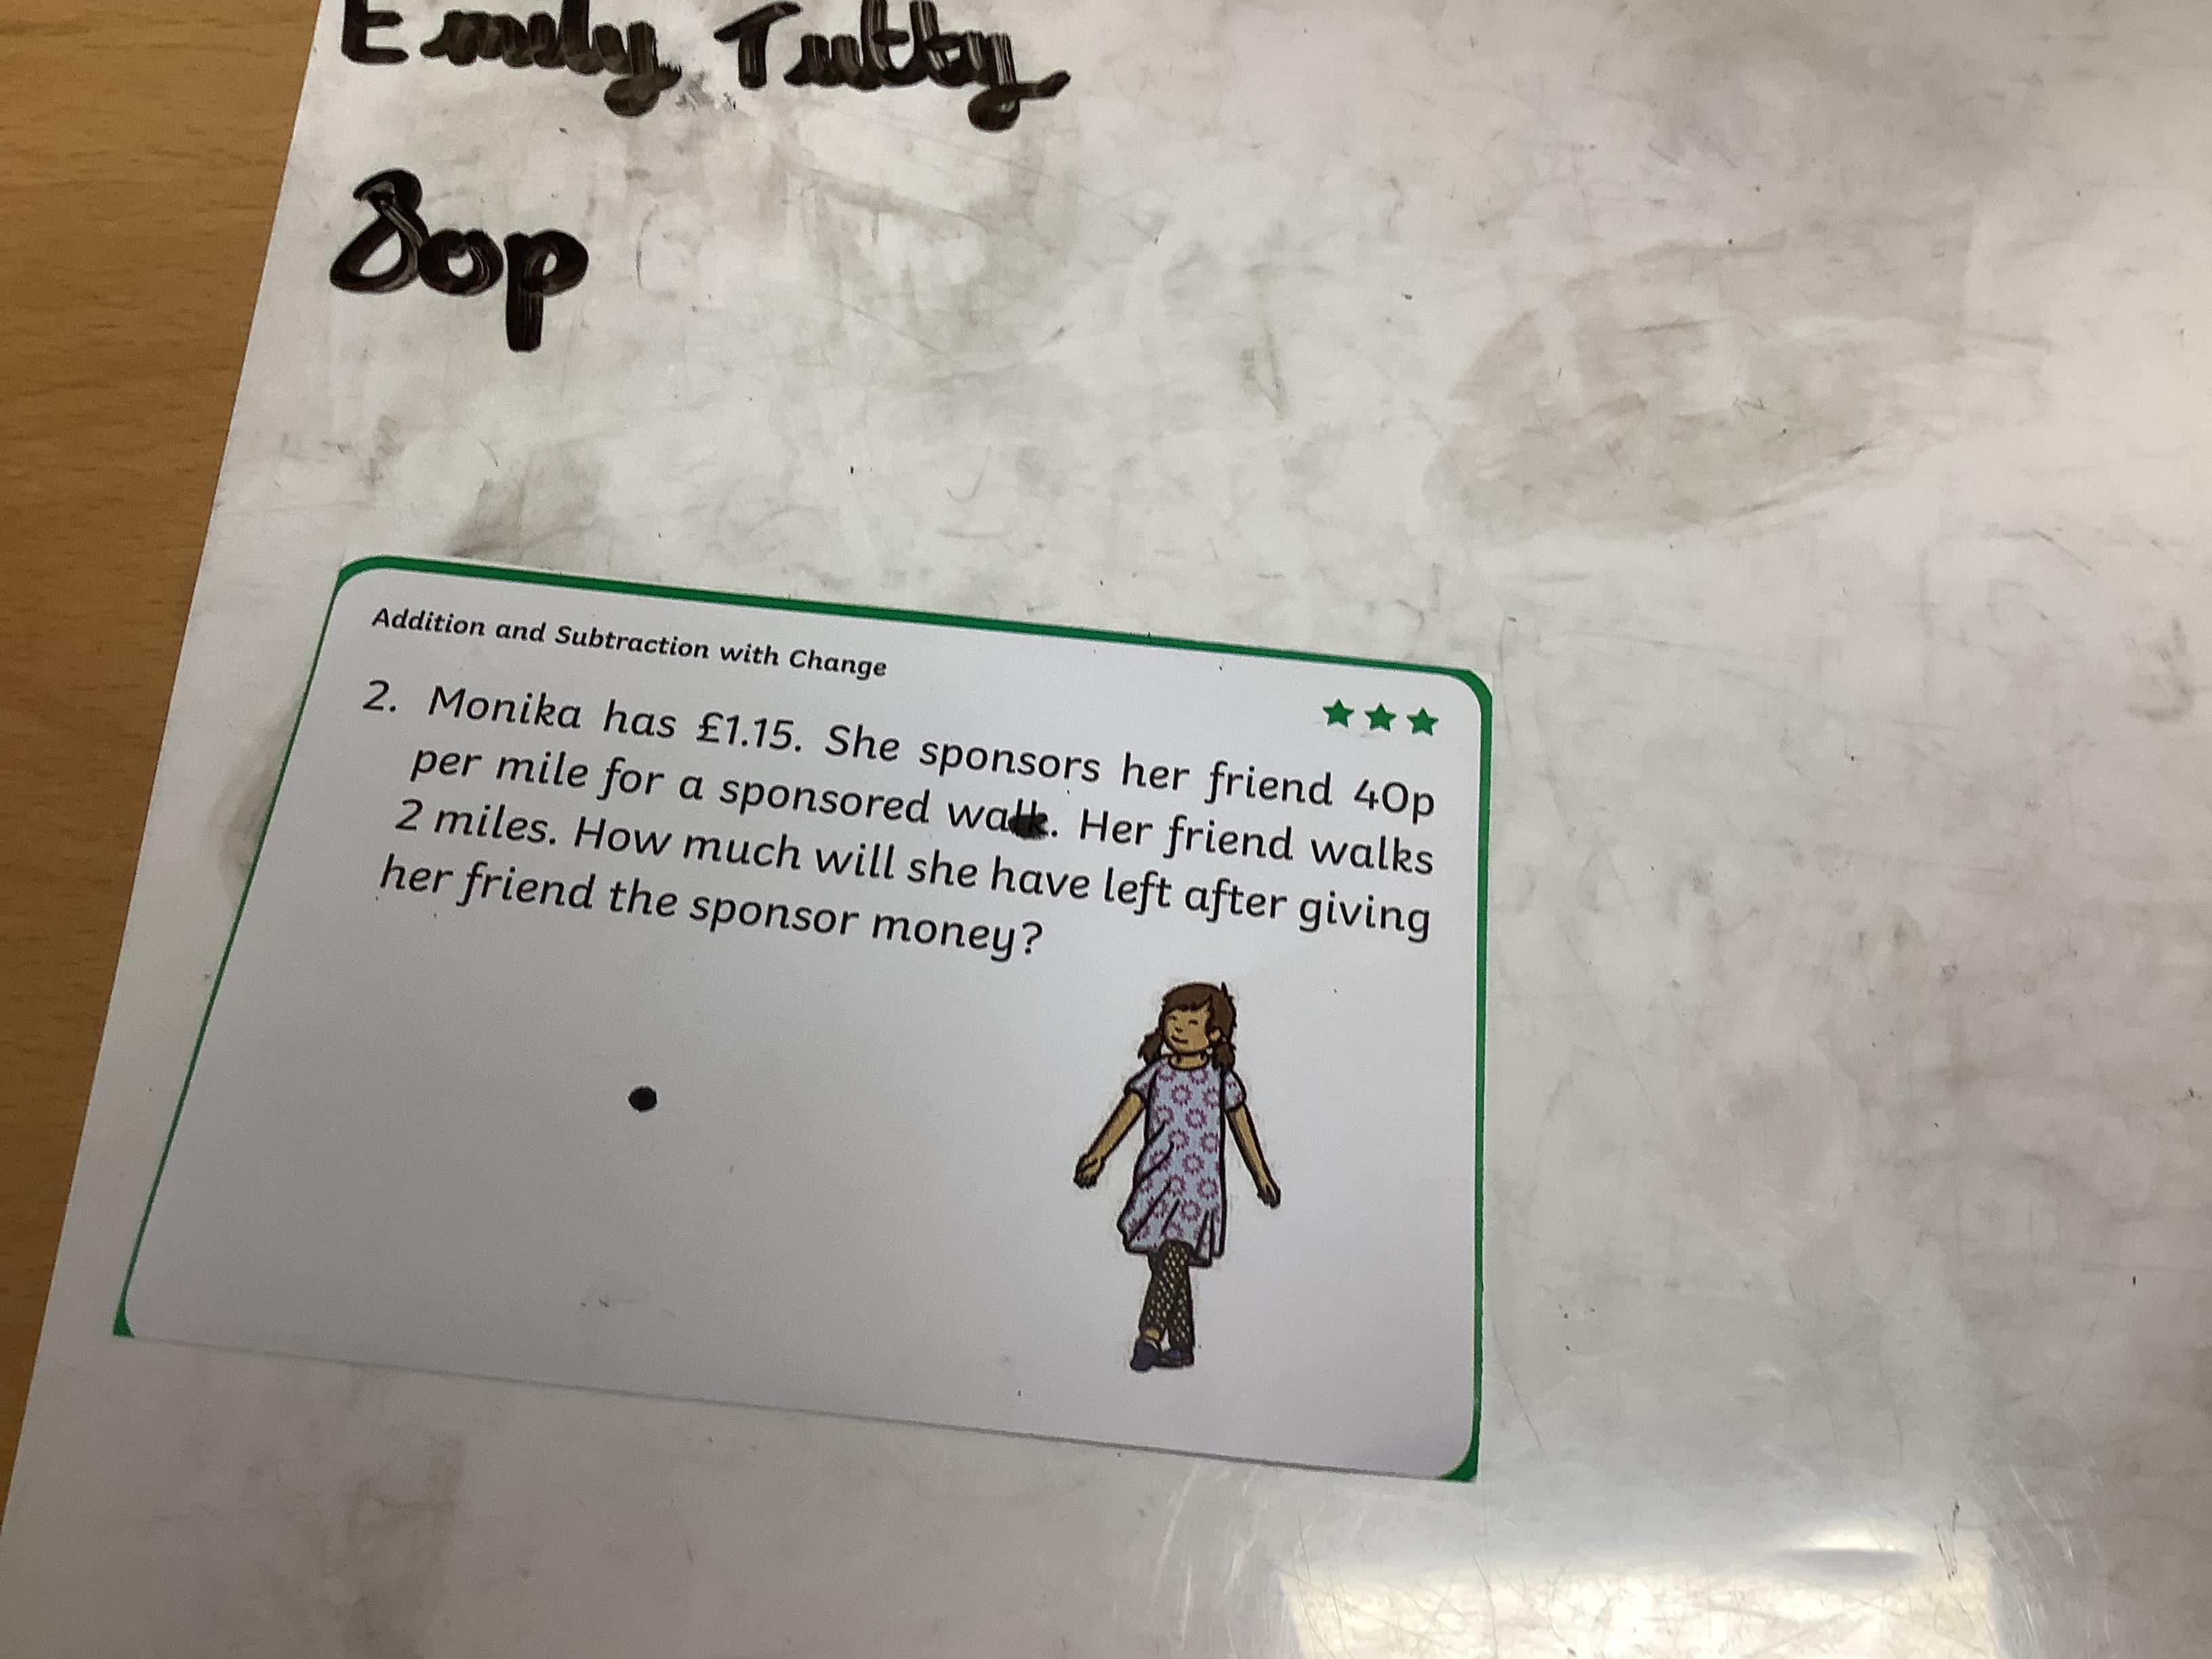 Emily Tutty
80p
Addition and Subtraction with Change
2. Monika has £1.15. She sponsors her friend 40p
per mile for a sponsored walk. Her friend walks
2 miles. How much will she have left after giving
her friend the sponsor money?